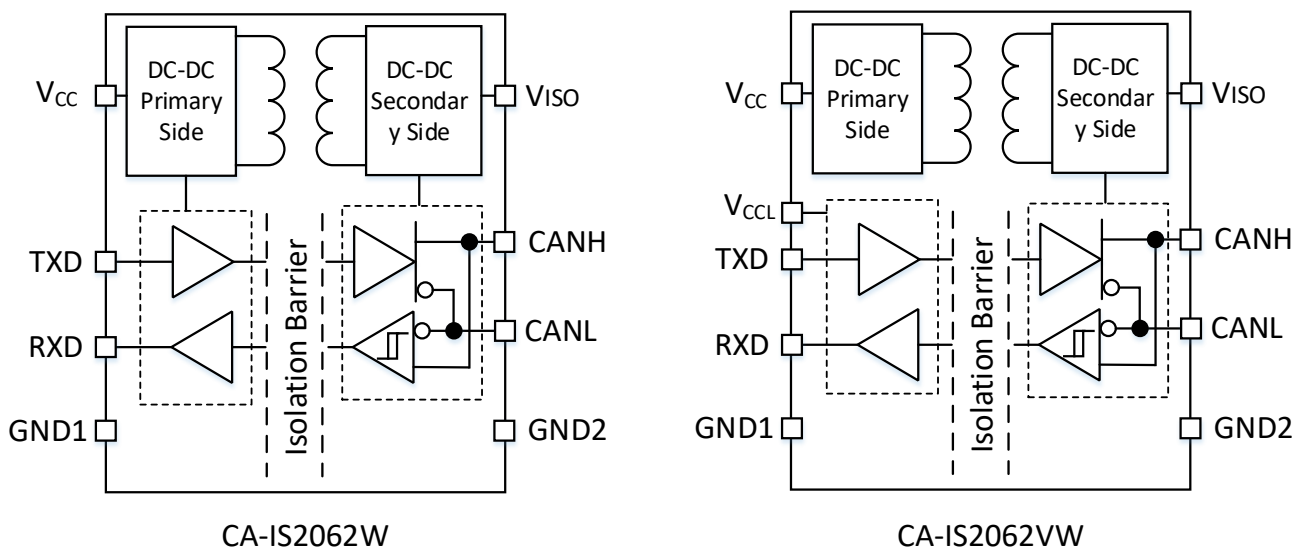 DC-DC
Primary
Side
DC-DC
Secondar
y Side
VCC
VISO
TXD
RXD
GND1
CANH
CANL
GND2
Isolation Barrier
CA-IS2062W
DC-DC
Primary
Side
DC-DC
Secondar
y Side
VCC
VISO
VCCL
TXD
RXD
GND1
CANH
CANL
GND2
Isolation Barrier
CA-IS2062VW